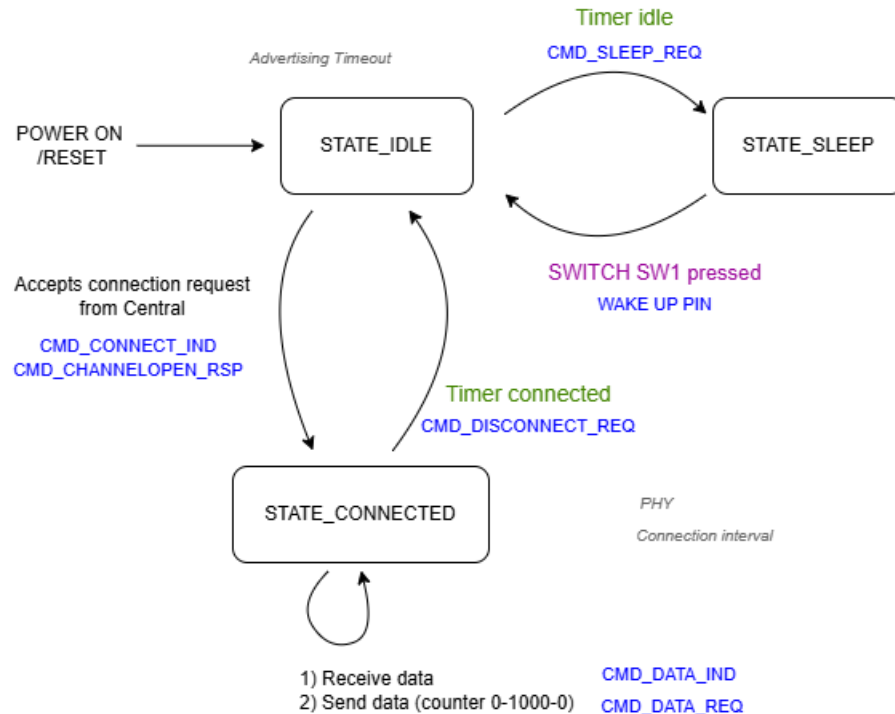 Timer idle
CMD_SLEEP_REQ
Advertising Timeout
POWER ON
/RESET
STATE_IDLE
STATE_SLEEP
SWITCH SW1 pressed
WAKE UP PIN
Accepts connection request
from Central
CMD_CONNECT_IND
CMD_CHANNELOPEN_RSP
Timer connected
CMD_DISCONNECT_REQ
STATE_CONNECTED
PHY
Connection interval
1) Receive data
CMD_DATA_IND
2) Send data (counter 0-1000-0)
CMD_DATA_REQ